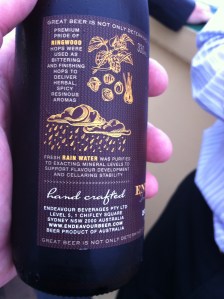 GREAT BEER IS NOT ONLY
PREMIUM
PRIDE OF
RINGWOOD
HOPS WERE
USED AS
BITTERING
AND FINISHING
HOPS TO
DELIVER
HERBAL,
SPICY
RESINOUS
AROMAS
FRESH RAIN WATER WAS PURIFIED
TO EXACTING MINERAL LEVELS TO
SUPPORT FLAVOUR DEVELOPMENT
AND CELLARING STABILITY
hand crafted
ENDEAVOUR BEVERAGES PTY LTD
LEVEL 5, 1 CHIFLEY SQUARE
SYDNEY NSW 2000 AUSTRALIA
WWW.ENDEAVOURBEER.COM
BEER PRODUCT OF AUSTRALIA
GREAT BEER IS NOT ONLY